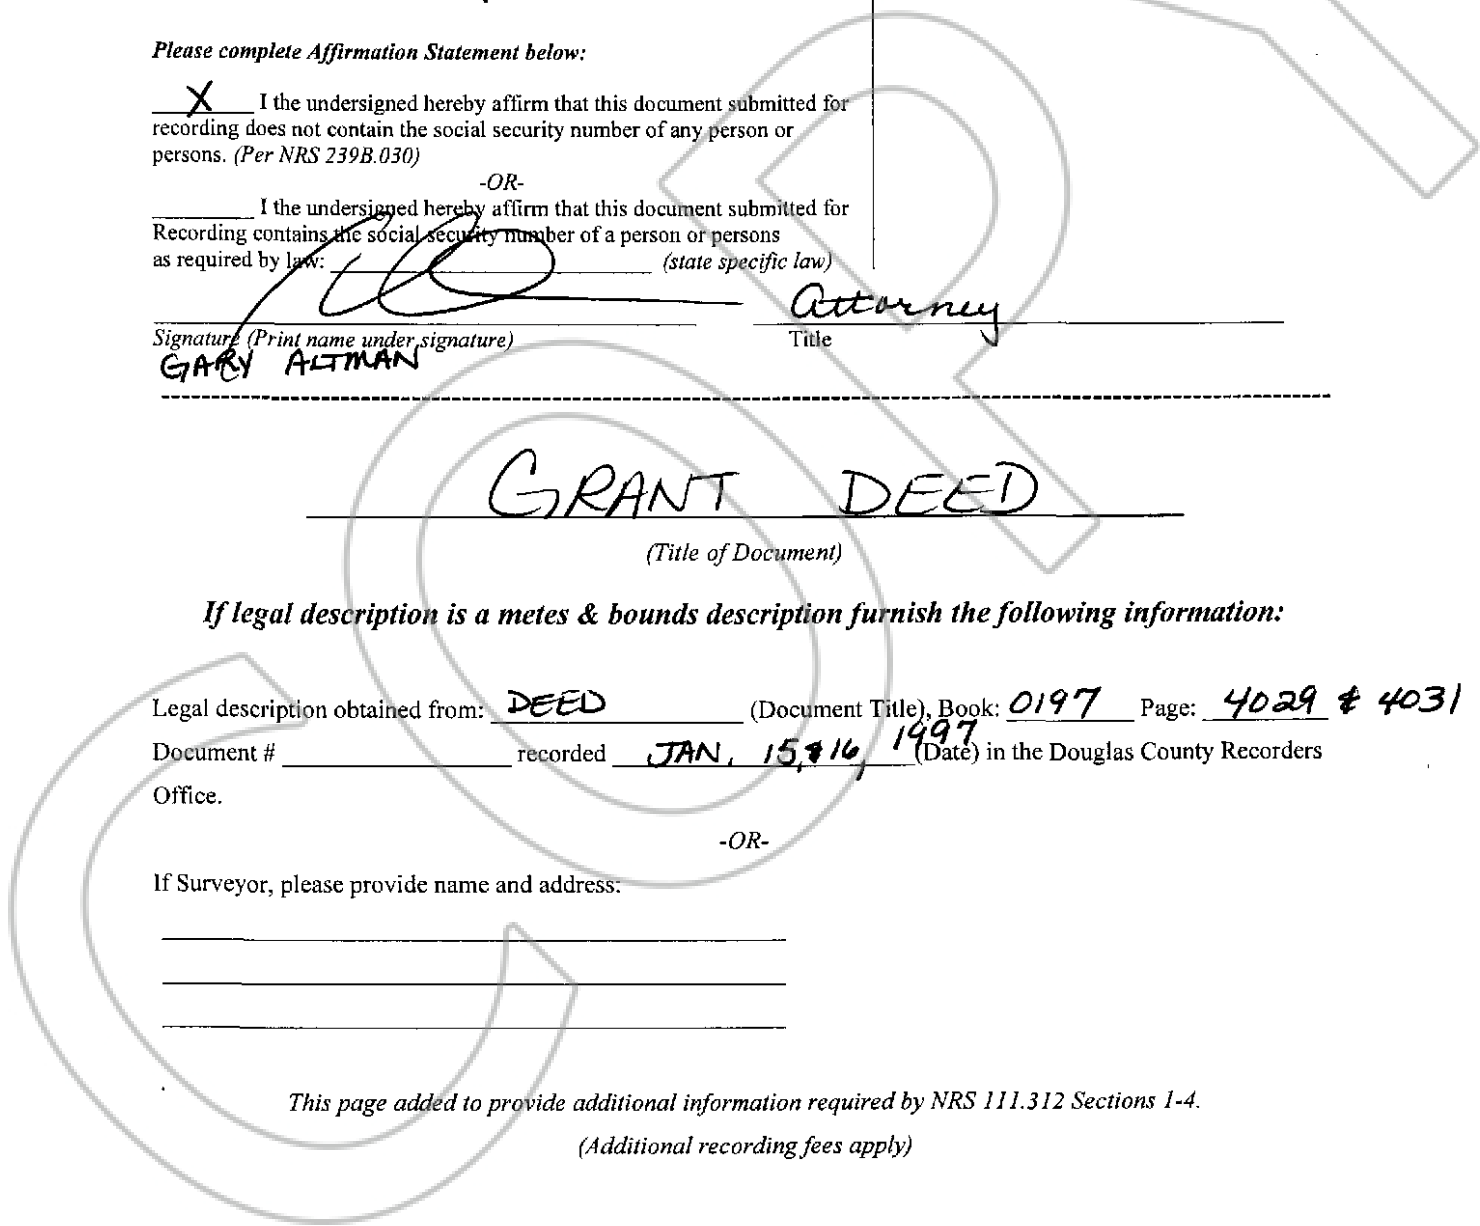 Please complete Affirmation Statement below:
X I the undersigned hereby affirm that this document submitted for
recording does not contain the social security number of any person or
persons. (Per NRS 239B.030)
-OR-
I the undersigned hereby affirm that this document submitted for
Recording contains the social security number of a person or persons
as required by law: (state specific law)
Attorney
Signature (Print name under signature) Title
GARY ALTMAN
GRANT DEED
(Title of Document)
If legal description is a metes & bounds description furnish the following information:
Legal description obtained from: DEED (Document Title), Book: 0197 Page: 4029 & 4031
Document # recorded JAN. 15, & 16, 1997 (Date) in the Douglas County Recorders
Office.
-OR-
If Surveyor, please provide name and address:
This page added to provide additional information required by NRS 111.312 Sections 1-4.
(Additional recording fees apply)
COPY